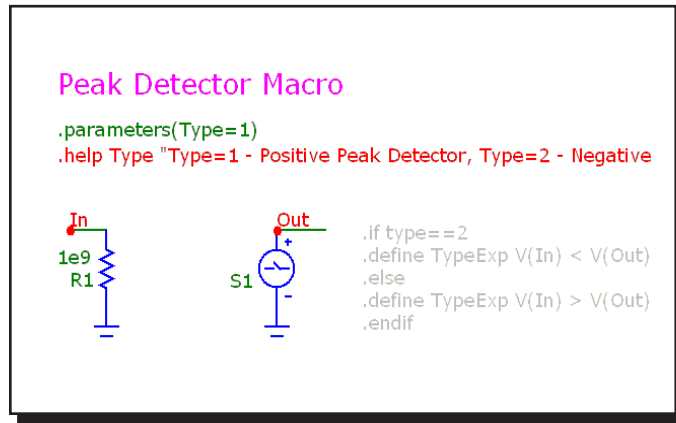 Peak Detector Macro
.parameters(Type=1)
.help Type "Type=1 - Positive Peak Detector, Type=2 - Negative
In
Out
1e9
R1
S1
+
-
.if type==2
.define TypeExp V(In) < V(Out)
.else
.define TypeExp V(In) > V(Out)
.endif